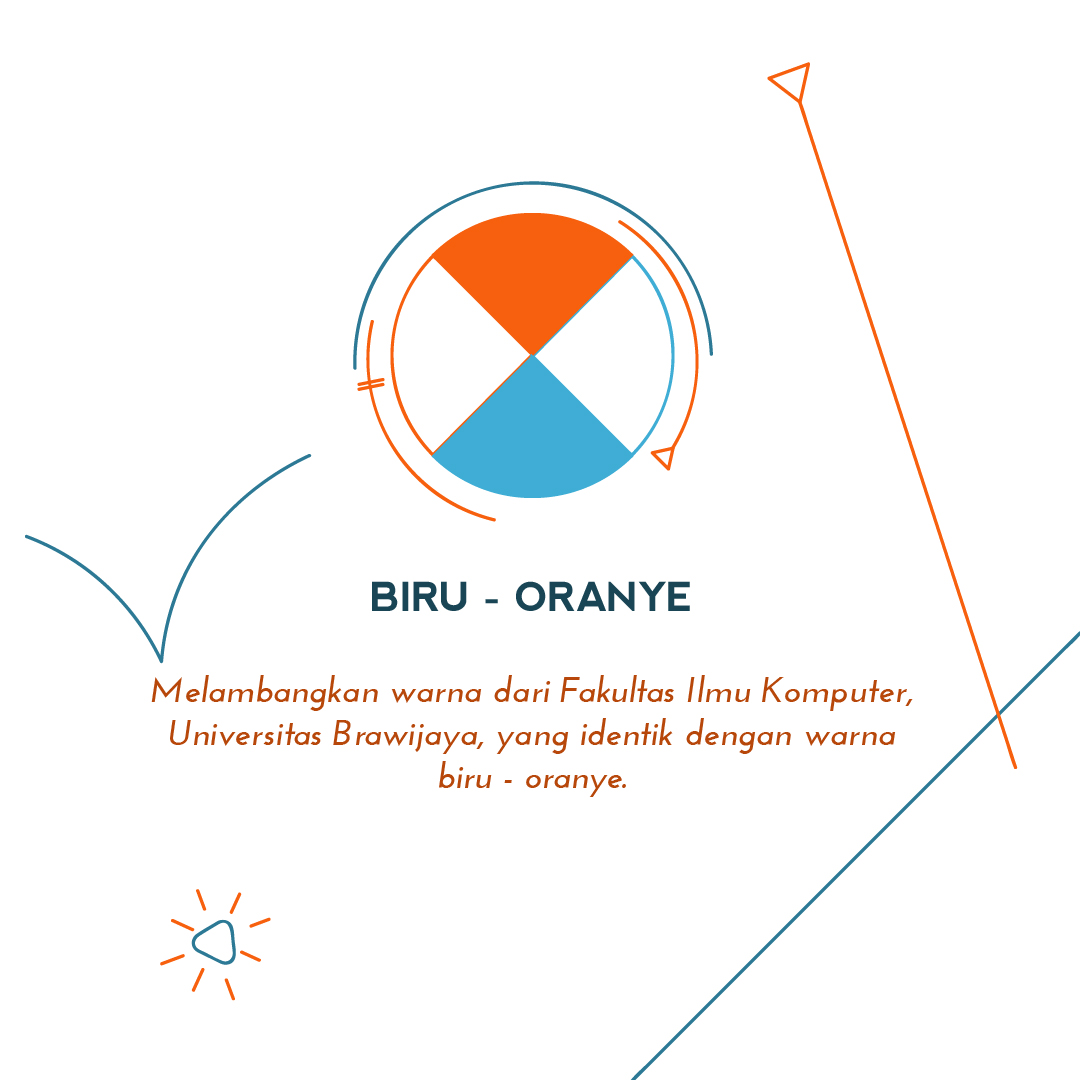 BIRU - ORANYE
Melambangkan warna dari Fakultas Ilmu Komputer,
Universitas Brawijaya, yang identik dengan warna
biru - oranye.